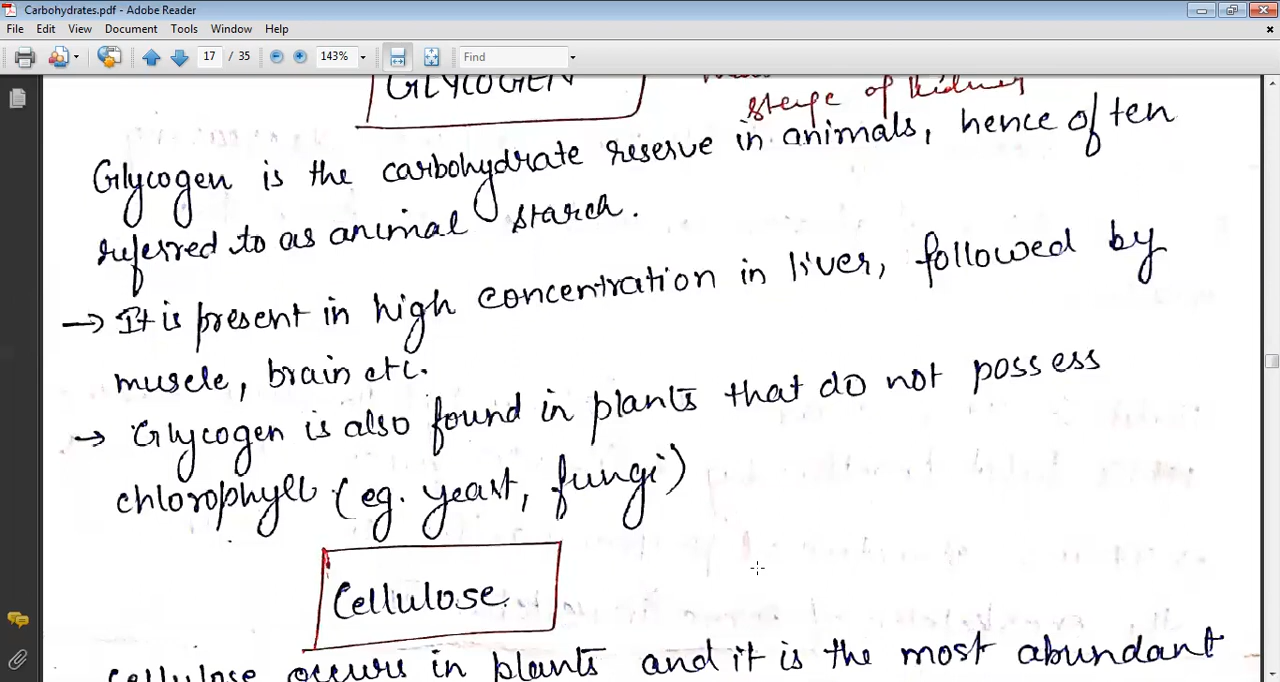 Carbohydrates.pdf - Adobe Reader
File Edit View Document Tools Window Help
17 / 35 143% Find
GLYCOGEN
stage of kidney
Glycogen is the carbohydrate reserve in animals, hence often
referred to as animal starch.
→ It is present in high concentration in liver, followed by
muscle, brain etc.
→ Glycogen is also found in plants that do not possess
chlorophyll (eg. yeast, fungi)
Cellulose
Cellulose occurs in plants and it is the most abundant